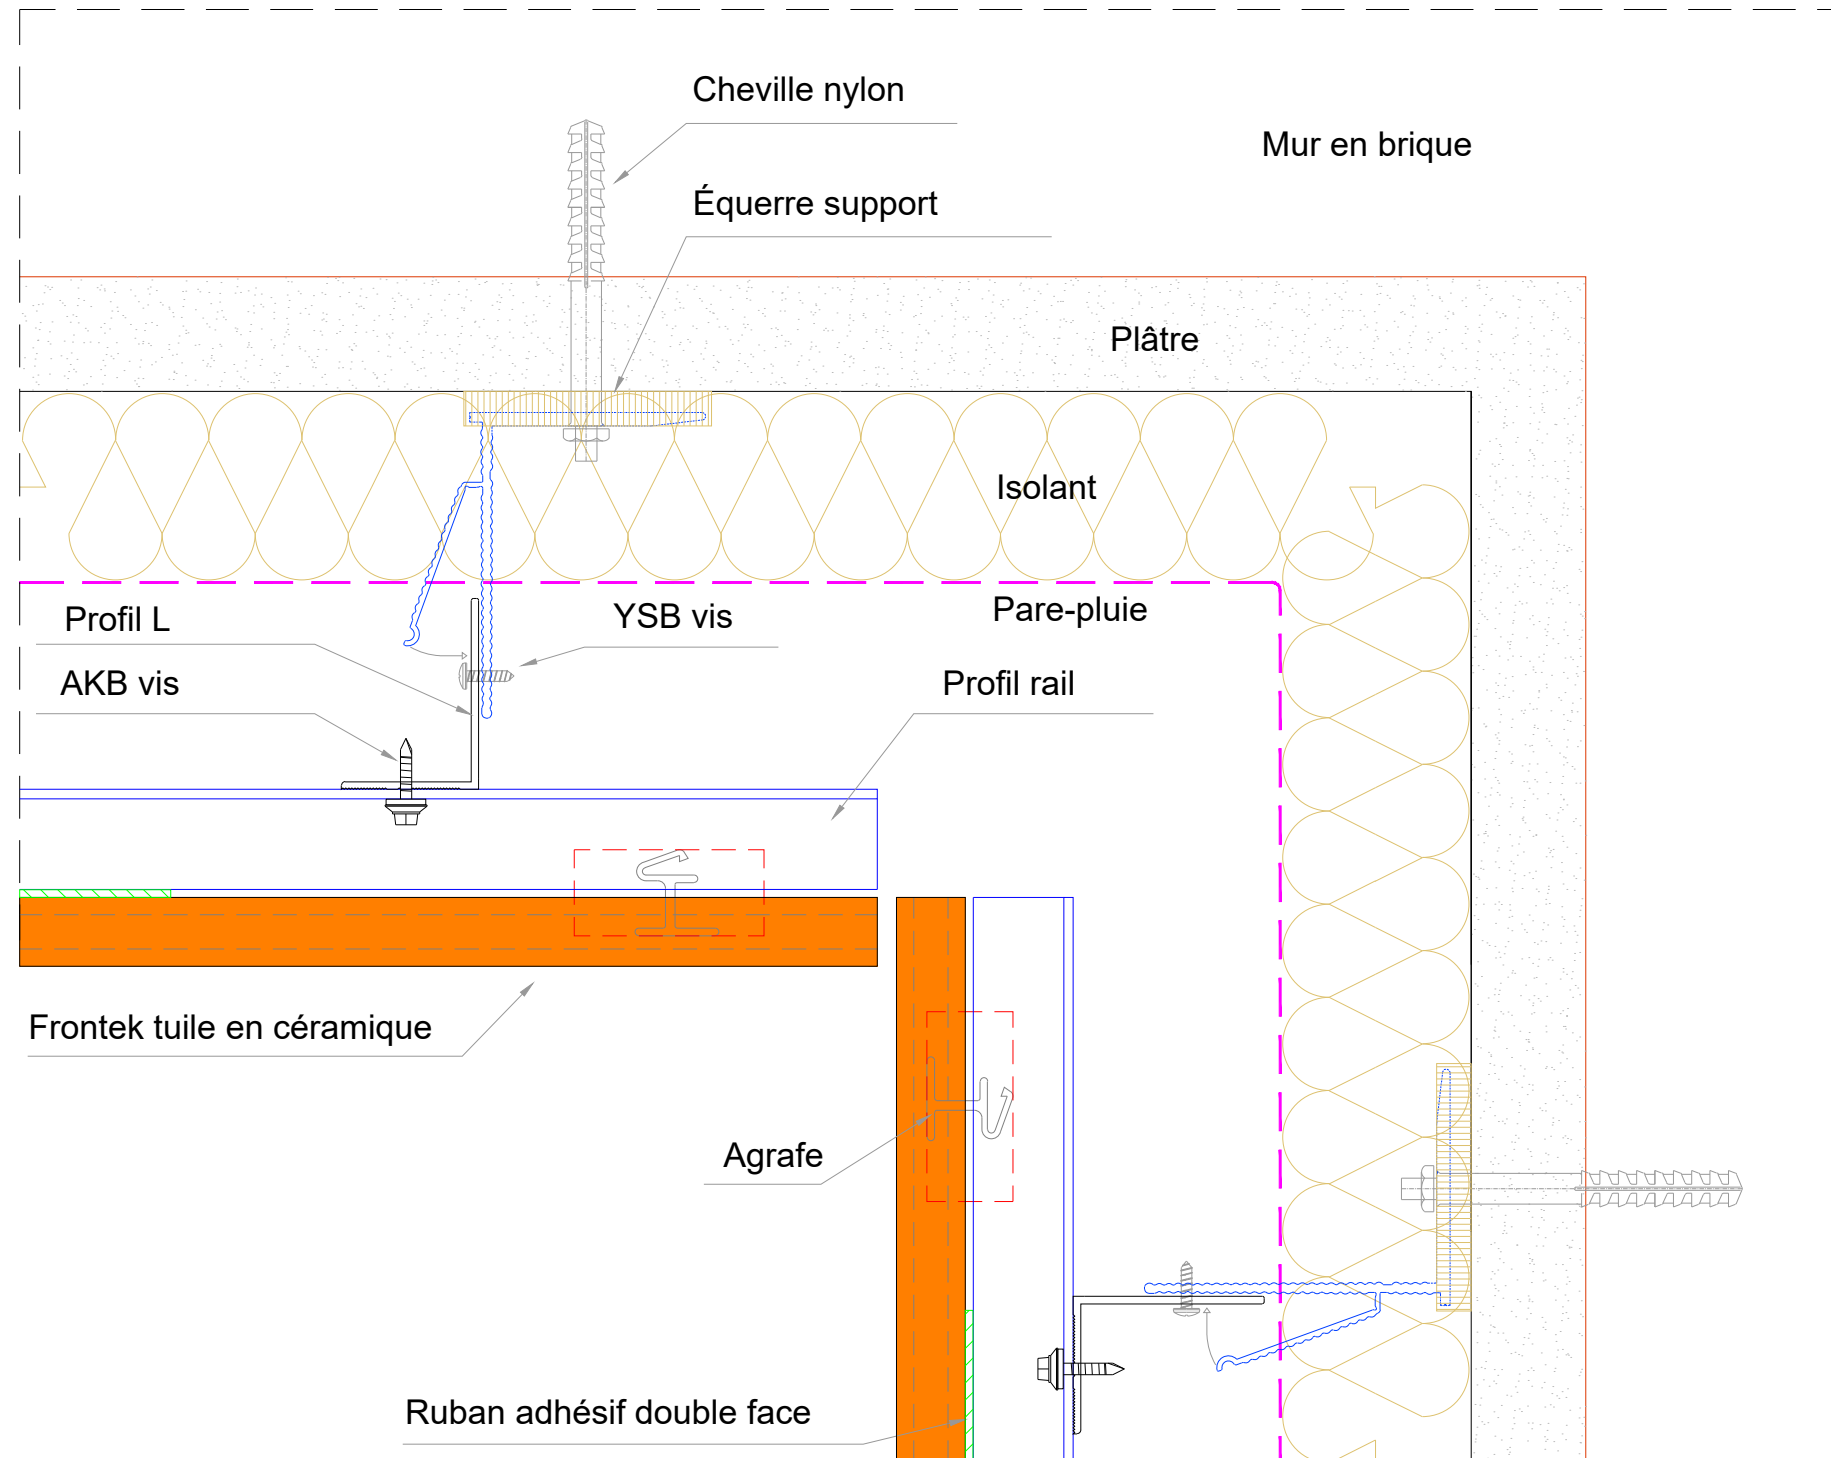 Cheville nylon
Mur en brique
Équerre support
Plâtre
Isolant
Profil L
YSB vis
Pare-pluie
AKB vis
Profil rail
Frontek tuile en céramique
Agrafe
Ruban adhésif double face